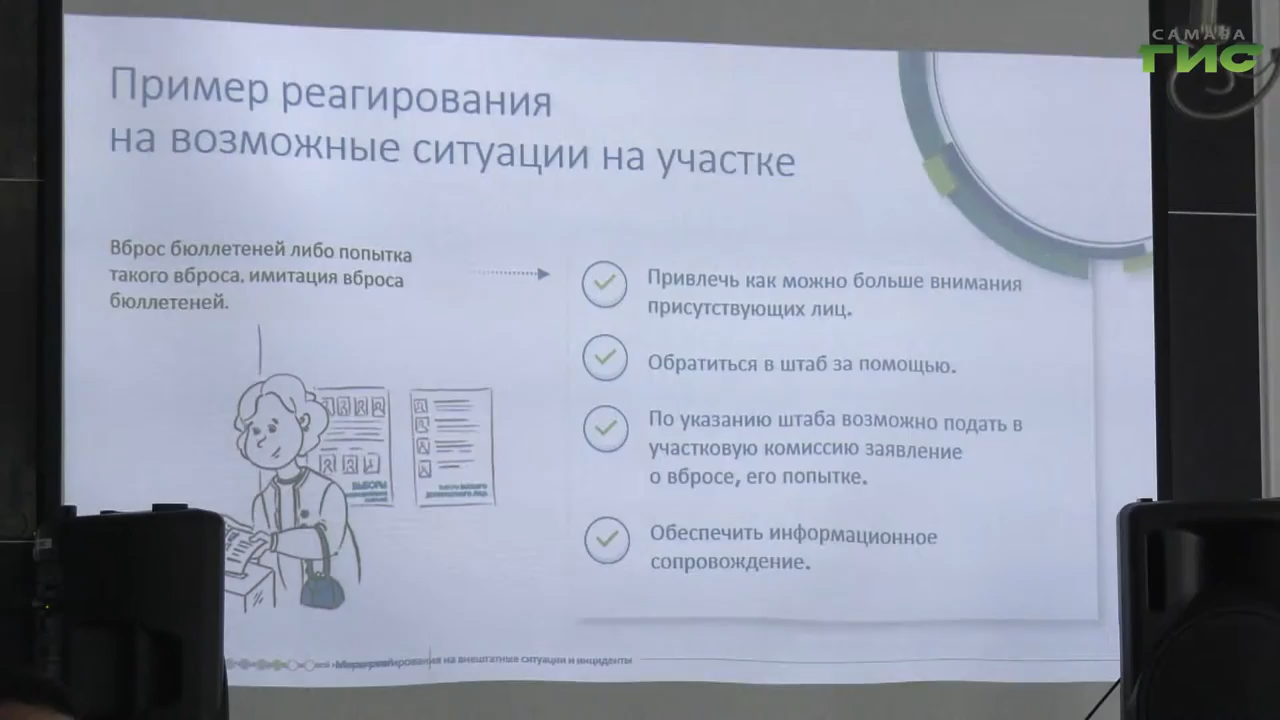 САМАРА
ГИС
Пример реагирования
на возможные ситуации на участке
Вброс бюллетеней либо попытка
такого вброса, имитация вброса
бюллетеней.
Привлечь как можно больше внимания
присутствующих лиц.
Обратиться в штаб за помощью.
По указанию штаба возможно подать в
участковую комиссию заявление
о вбросе, его попытке.
Обеспечить информационное
сопровождение.
ВЫБОРЫ
на внештатные ситуации и инциденты